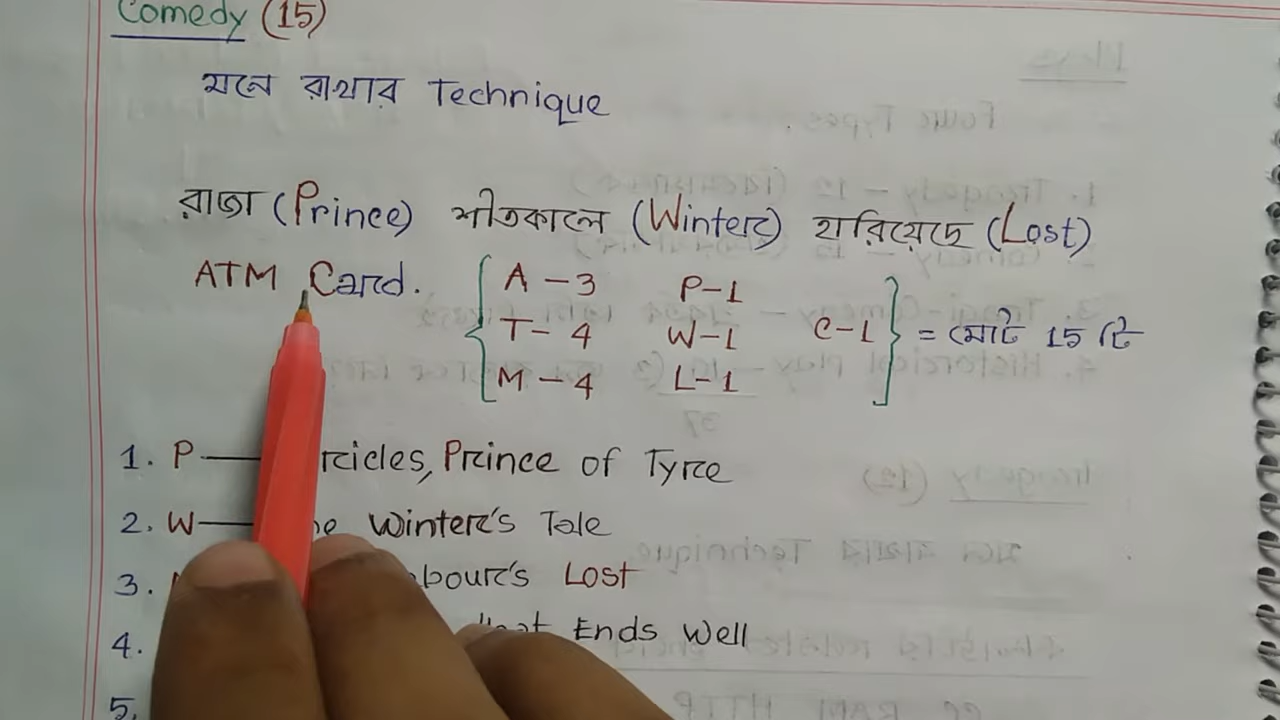 Comedy (15)
মনে রাখার Technique
রাজা (Prince) শীতকালে (Winter) হারিয়েছে (Lost)
ATM Card. { A - 3 P-1
T- 4 W-1 C-1 } = মোট 15 টি
M - 4 L-1
1. P— ricles, Prince of Tyre
2. W— Winter's Tale
3. Lost
4. Ends Well
5.